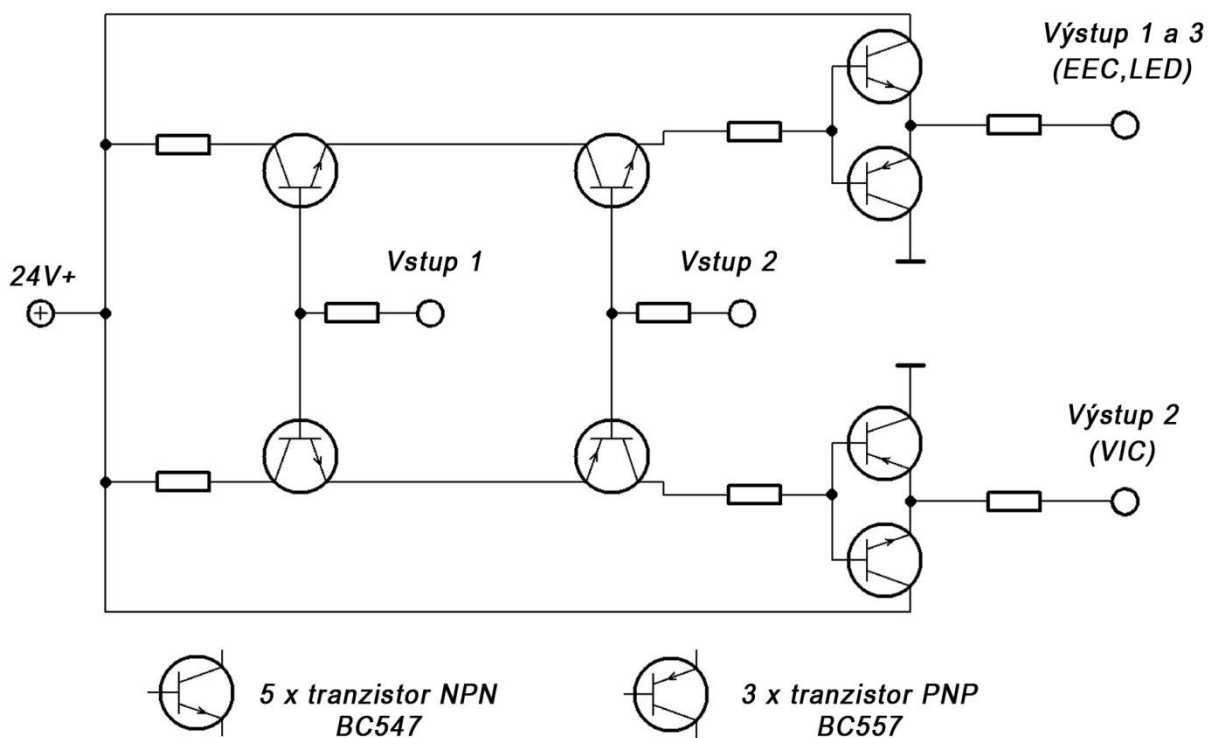 Výstup 1 a 3
(EEC,LED)
Vstup 1
Vstup 2
24V+
Výstup 2
(VIC)
5 x tranzistor NPN
BC547
3 x tranzistor PNP
BC557